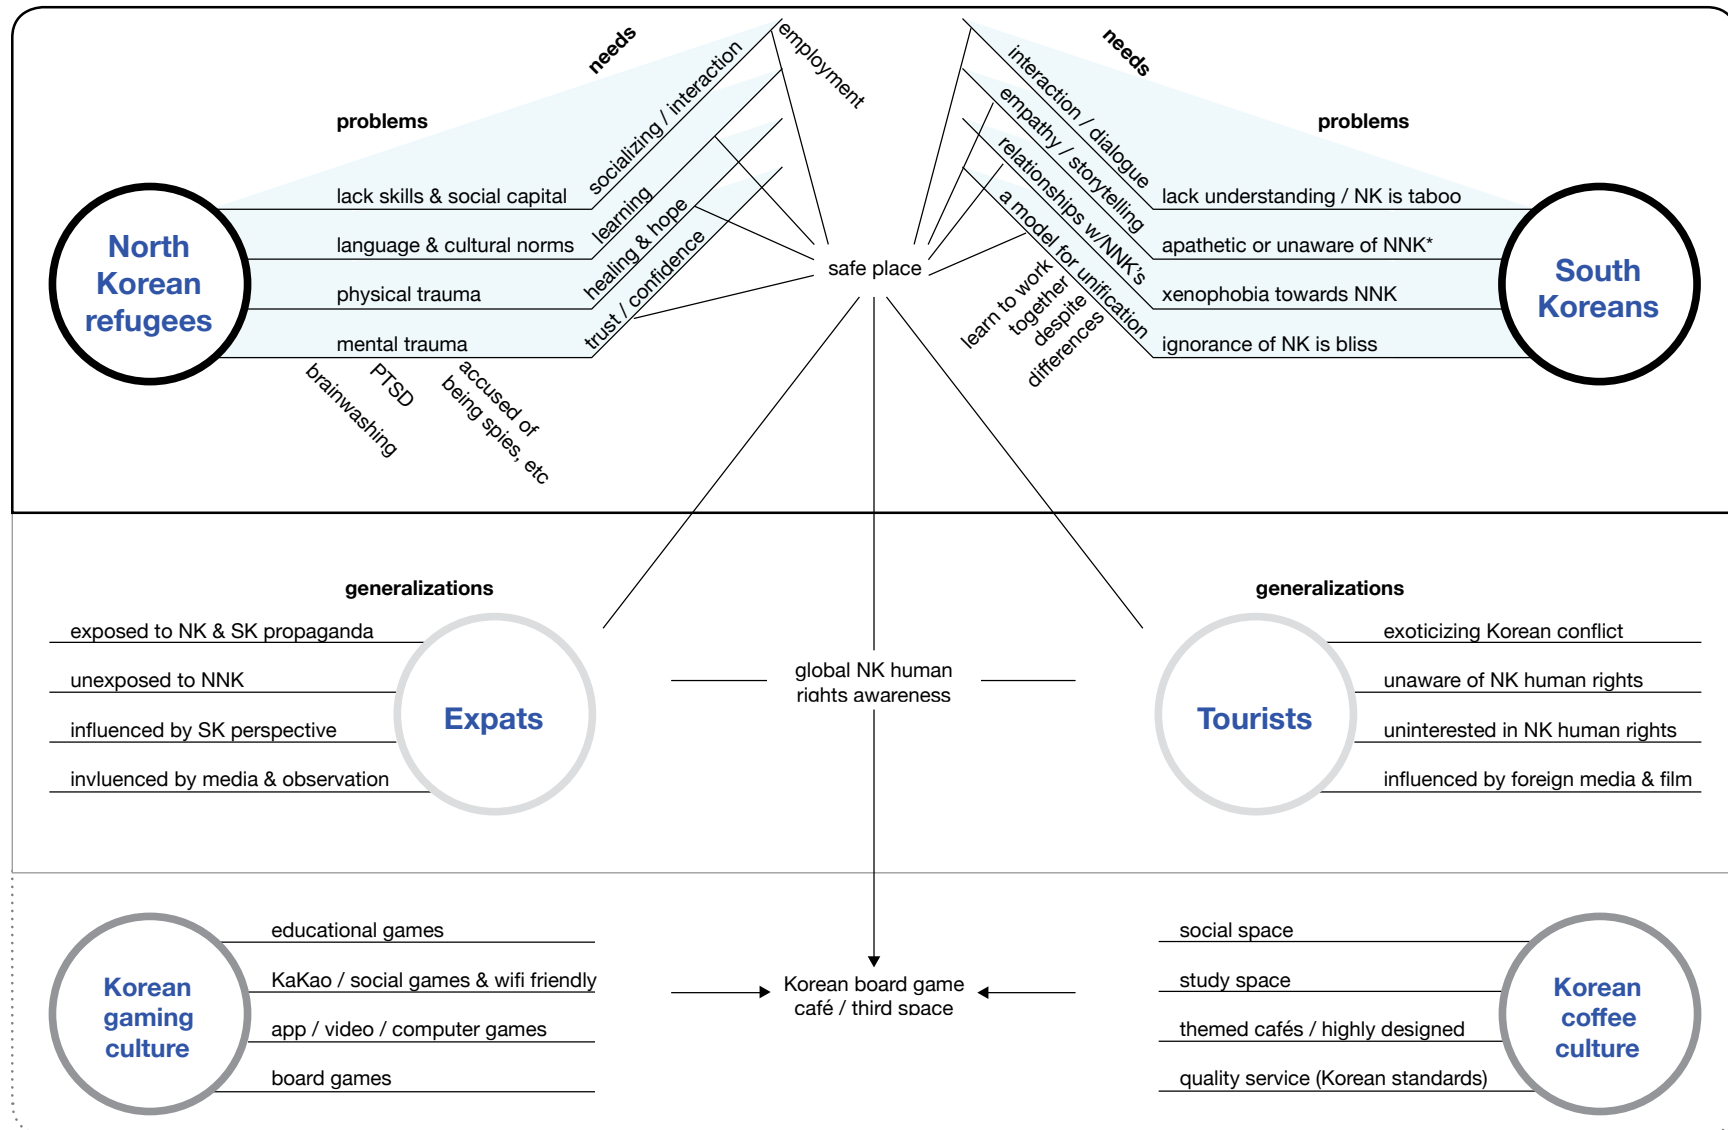 needs
employment
needs
problems
problems
North
Korean
refugees
lack skills & social capital
language & cultural norms
physical trauma
mental trauma
brainwashing
PTSD
accused of
being spies, etc
socializing / interaction
learning
healing & hope
trust / confidence
safe place
interaction / dialogue
empathy / storytelling
relationships w/NNK's
a model for unification
learn to work
together
despite
differences
lack understanding / NK is taboo
apathetic or unaware of NNK*
xenophobia towards NNK
ignorance of NK is bliss
South
Koreans
generalizations
exposed to NK & SK propaganda
unexposed to NNK
influenced by SK perspective
invluenced by media & observation
Expats
global NK human
rights awareness
generalizations
Tourists
exoticizing Korean conflict
unaware of NK human rights
uninterested in NK human rights
influenced by foreign media & film
Korean
gaming
culture
educational games
KaKao / social games & wifi friendly
app / video / computer games
board games
Korean board game
café / third space
social space
study space
themed cafés / highly designed
quality service (Korean standards)
Korean
coffee
culture